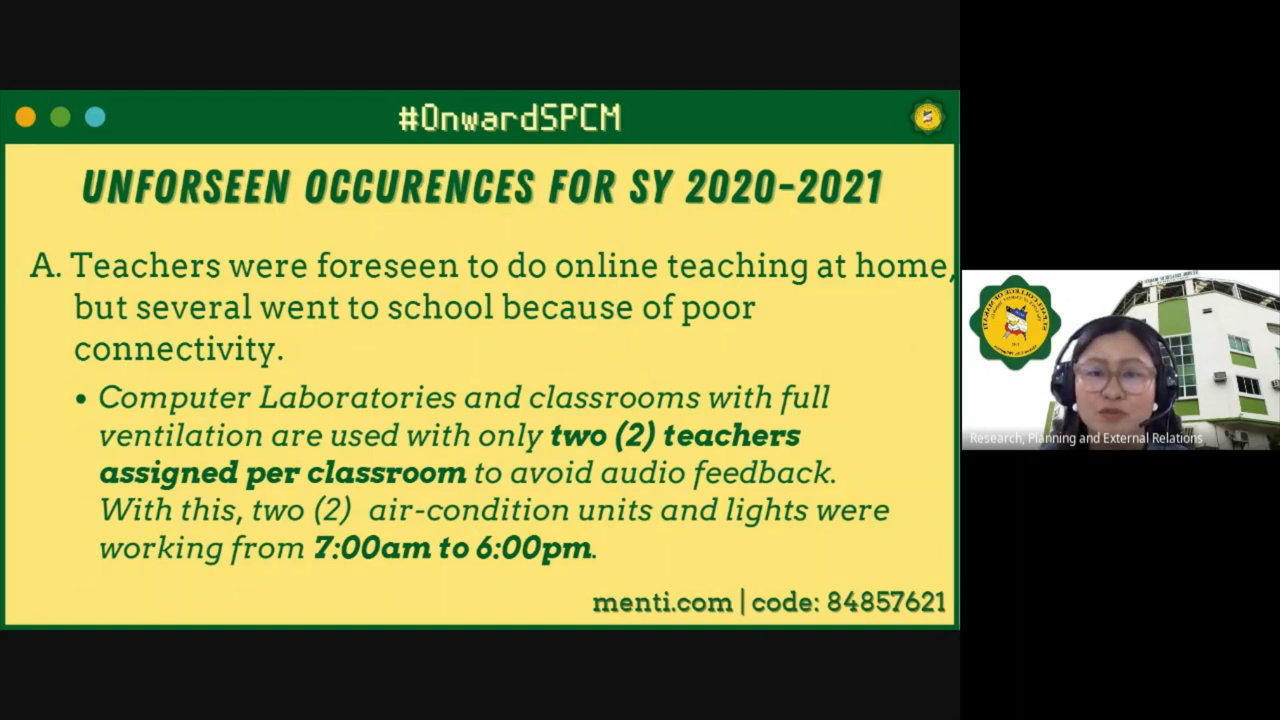 #OnwardSPCM
UNFORSEEN OCCURENCES FOR SY 2020-2021
A. Teachers were foreseen to do online teaching at home,
but several went to school because of poor
connectivity.
• Computer Laboratories and classrooms with full
ventilation are used with only two (2) teachers
assigned per classroom to avoid audio feedback.
With this, two (2) air-condition units and lights were
working from 7:00am to 6:00pm.
menti.com | code: 84857621
Research, Planning and External Relations